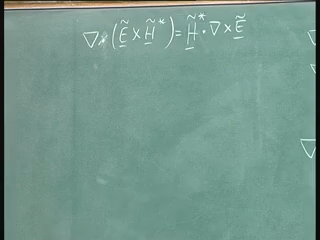 ∇·(Ẽ × H̃*) = H̃* · ∇ × Ẽ